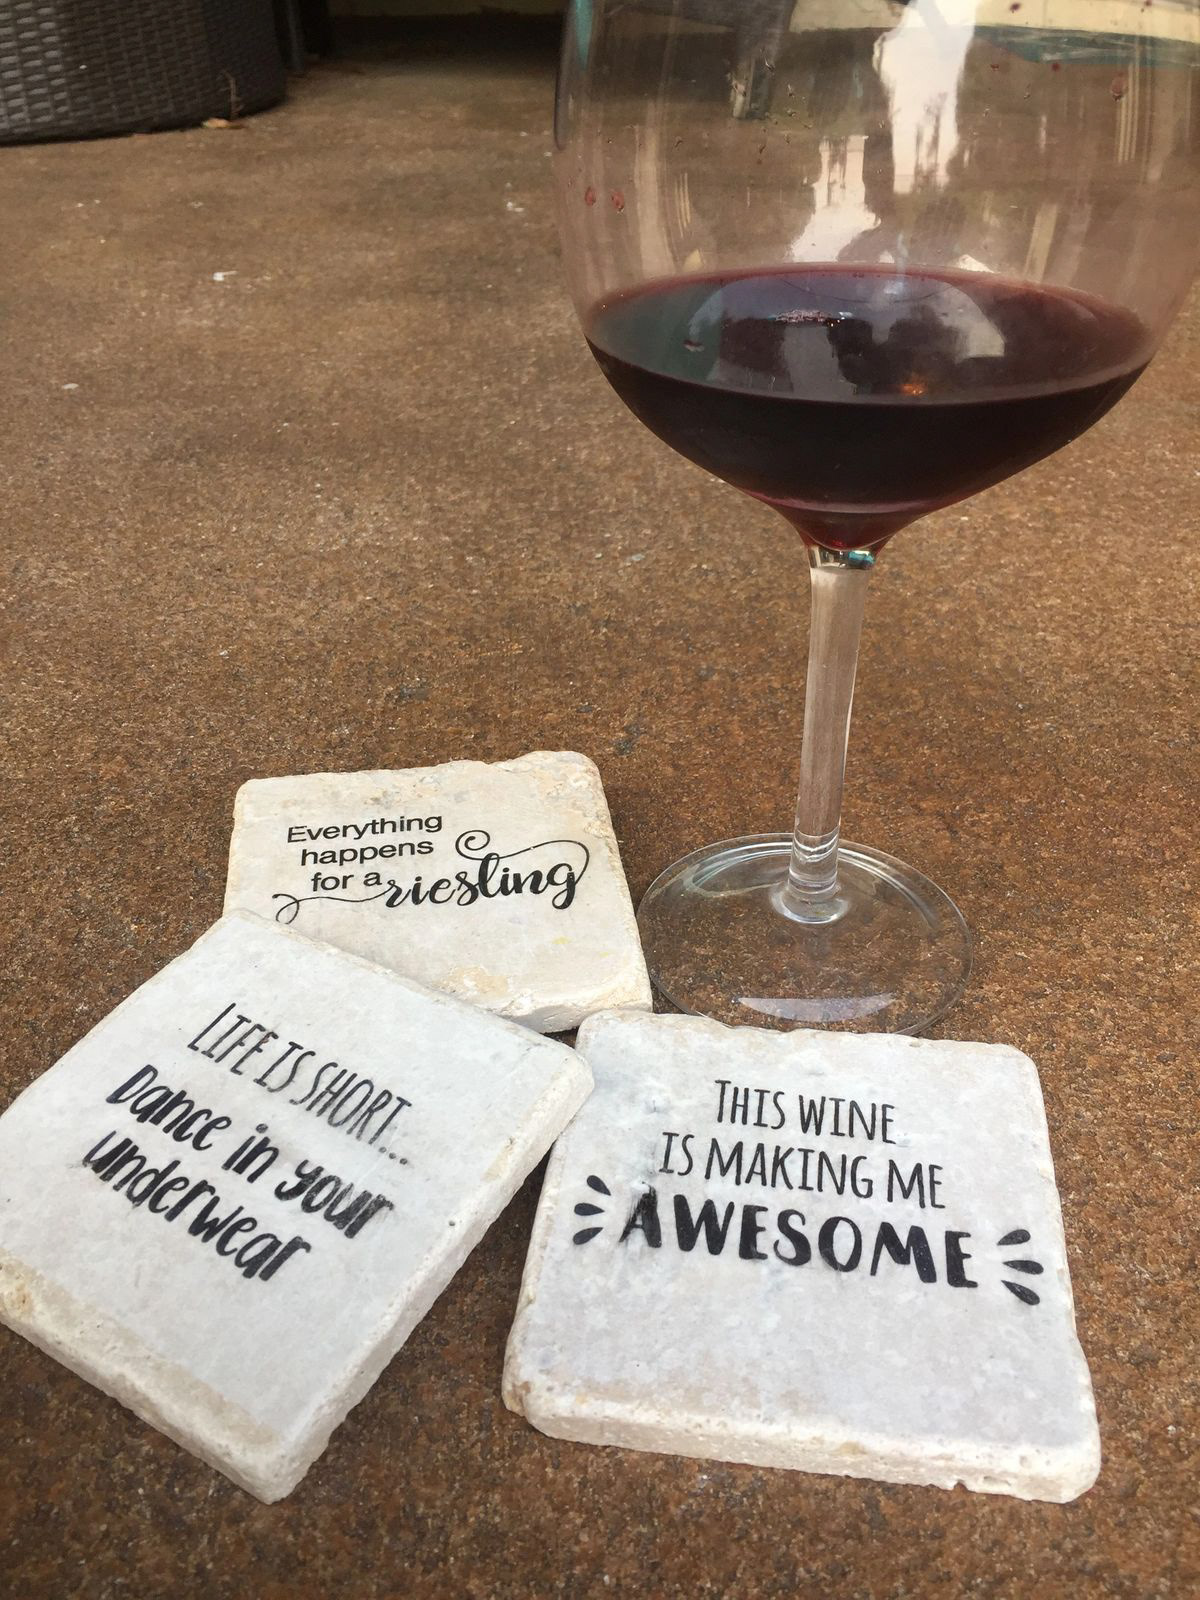 Everything
happens
for a riesling
LIFE IS SHORT...
Dance in your
underwear
THIS WINE
IS MAKING ME
AWESOME